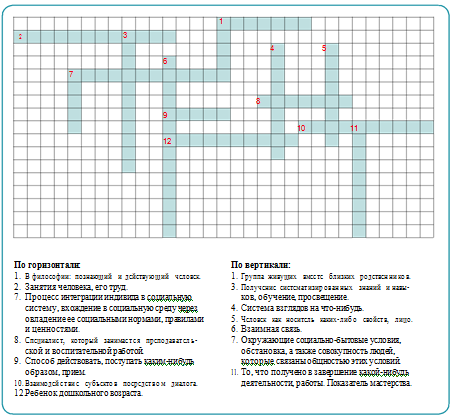 1
2
3
4
5
6
7
8
9
10
11
12
По горизонтали:
1. В философии: познающий и действующий человек.
2. Занятия человека, его труд.
7. Процесс интеграции индивида в социальную
систему, вхождение в социальную среду через
овладение ее социальными нормами, правилами
и ценностями.
8. Специалист, который занимается преподаватель-
ской и воспитательной работой.
9. Способ действовать, поступать каким-нибудь
образом, прием.
10. Взаимодействие субъектов посредством диалога.
12 Ребенок дошкольного возраста.
По вертикали:
1. Группа живущих вместе близких родственников.
3. Получение систематизированных знаний и навы-
ков, обучение, просвещение.
4. Система взглядов на что-нибудь.
5. Человек как носитель каких-либо свойств, лицо.
6. Взаимная связь.
7. Окружающие социально-бытовые условия,
обстановка, а также совокупность людей,
которые связаны общностью этих условий.
11. То, что получено в завершение какой-нибудь
деятельности, работы. Показатель мастерства.